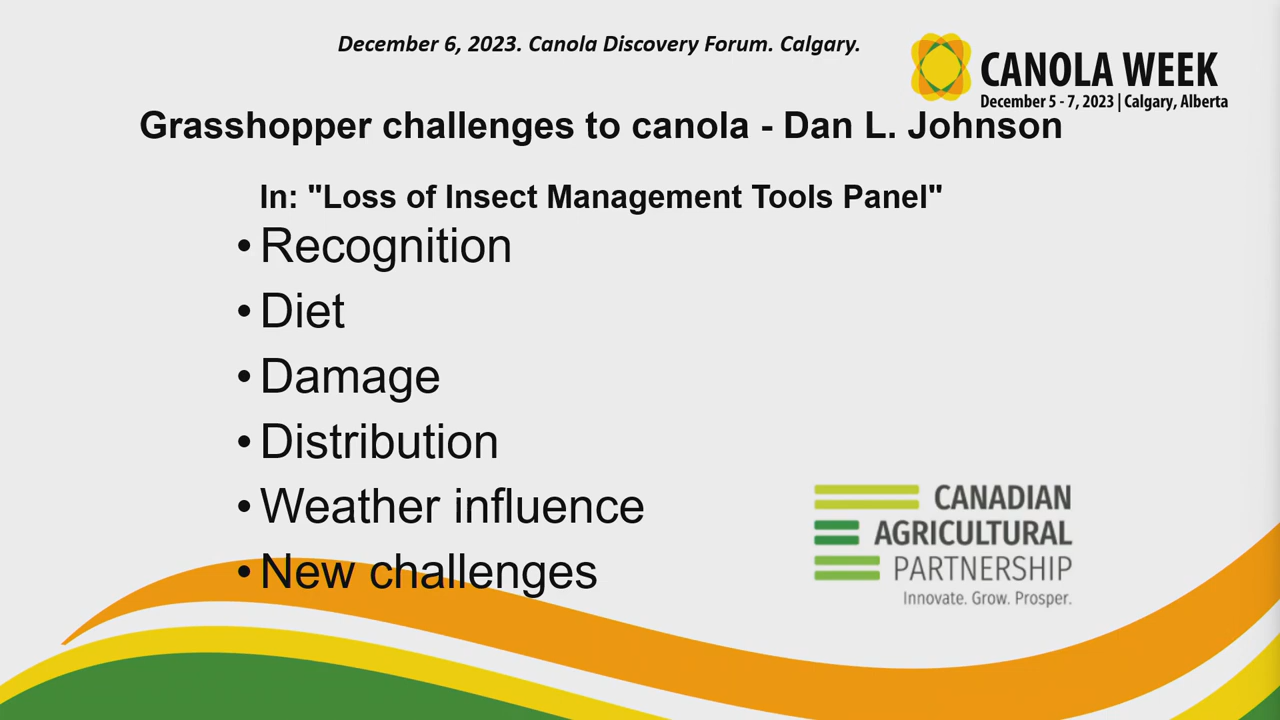 December 6, 2023. Canola Discovery Forum. Calgary.
CANOLA WEEK
December 5 - 7, 2023 | Calgary, Alberta
Grasshopper challenges to canola - Dan L. Johnson
In: "Loss of Insect Management Tools Panel"
• Recognition
• Diet
• Damage
• Distribution
• Weather influence
• New challenges
CANADIAN
AGRICULTURAL
PARTNERSHIP
Innovate. Grow. Prosper.